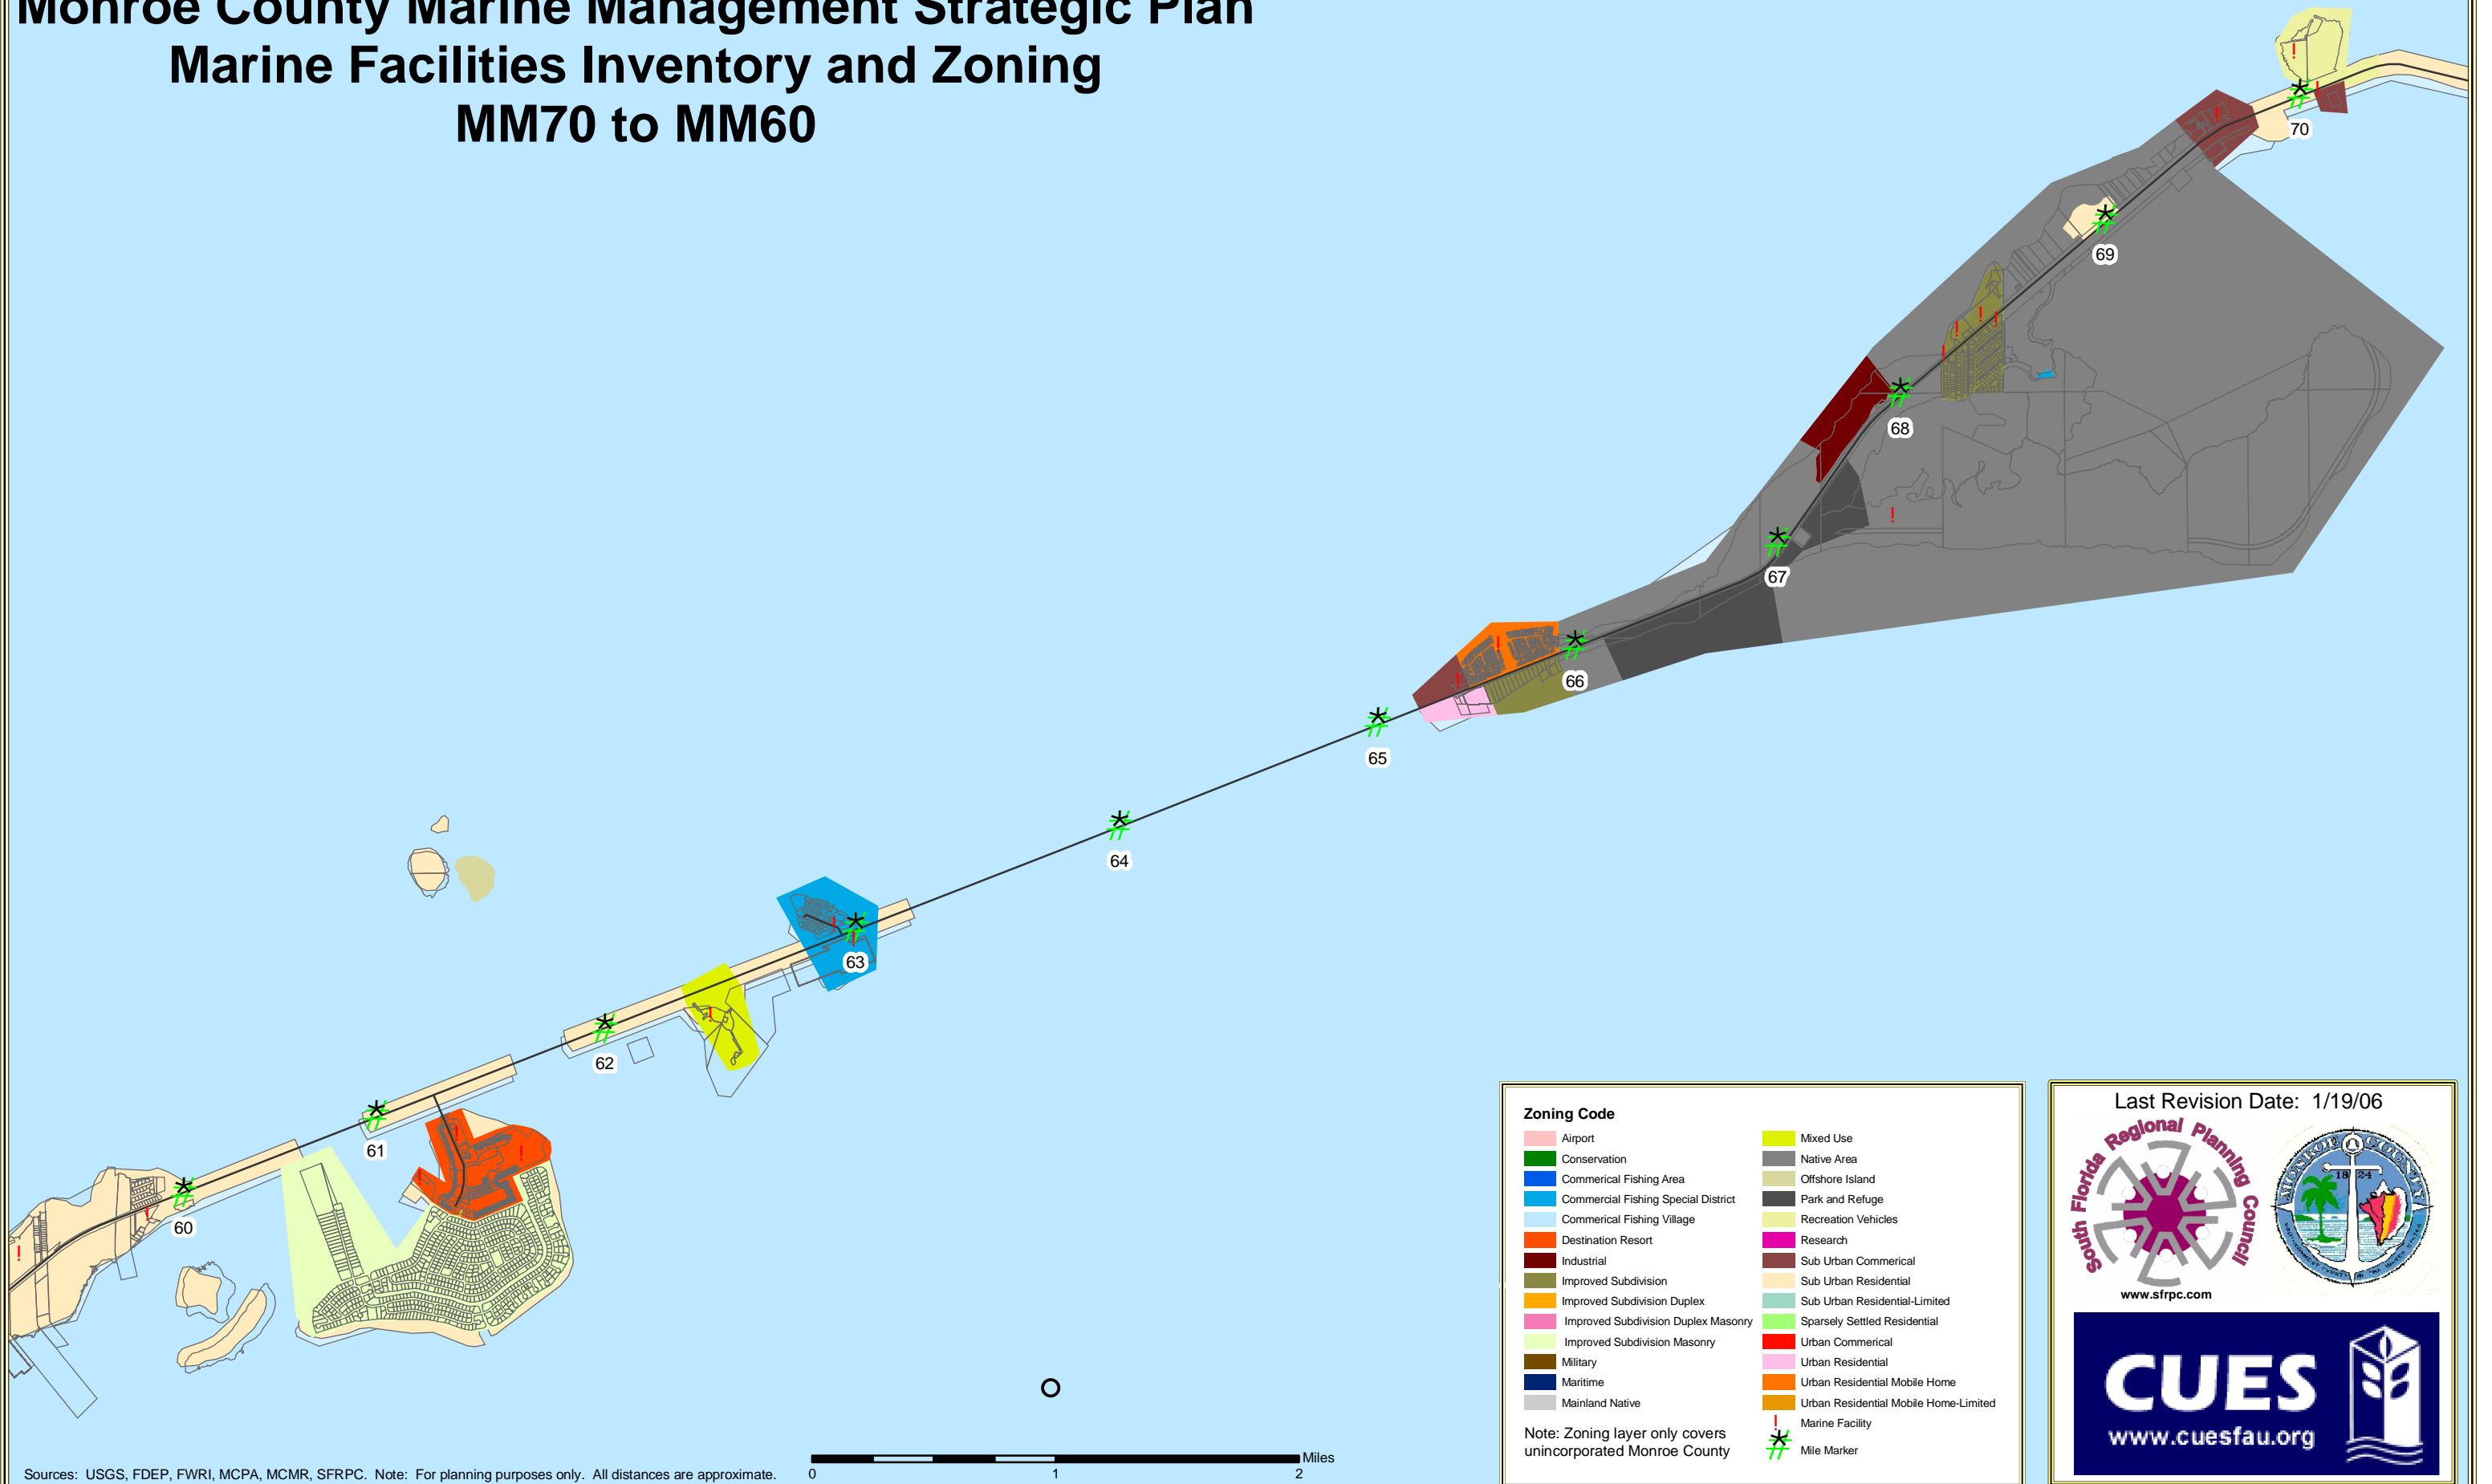 Monroe County Marine Management Strategic Plan
Marine Facilities Inventory and Zoning
MM70 to MM60
70
69
68
67
66
65
64
63
62
61
60
Zoning Code
Airport
Conservation
Commerical Fishing Area
Commercial Fishing Special District
Commerical Fishing Village
Destination Resort
Industrial
Improved Subdivision
Improved Subdivision Duplex
Improved Subdivision Duplex Masonry
Improved Subdivision Masonry
Military
Maritime
Mainland Native
Mixed Use
Native Area
Offshore Island
Park and Refuge
Recreation Vehicles
Research
Sub Urban Commerical
Sub Urban Residential
Sub Urban Residential-Limited
Sparsely Settled Residential
Urban Commerical
Urban Residential
Urban Residential Mobile Home
Urban Residential Mobile Home-Limited
Marine Facility
Mile Marker
Note: Zoning layer only covers
unincorporated Monroe County
Last Revision Date: 1/19/06
South Florida Regional Planning Council
www.sfrpc.com
MONROE COUNTY
1824
CUES
www.cuesfau.org
Miles
0 1 2
Sources: USGS, FDEP, FWRI, MCPA, MCMR, SFRPC. Note: For planning purposes only. All distances are approximate.